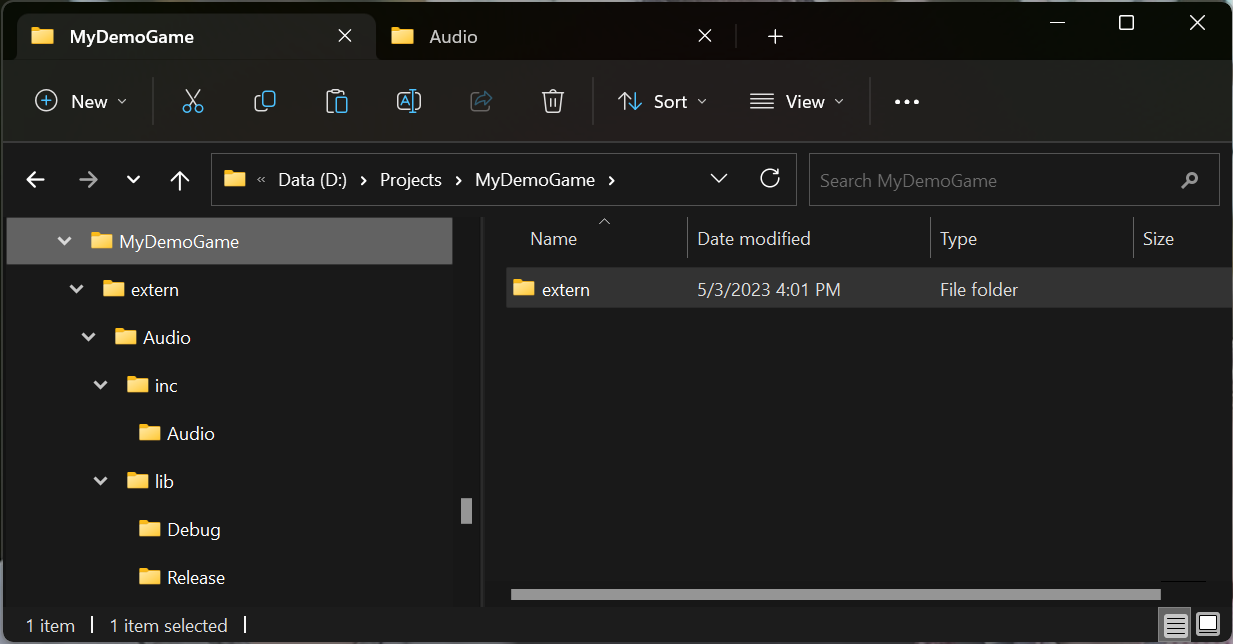 MyDemoGame Audio
New Sort View
« Data (D:) › Projects › MyDemoGame › Search MyDemoGame
MyDemoGame Name Date modified Type Size
extern extern 5/3/2023 4:01 PM File folder
Audio
inc
Audio
lib
Debug
Release
1 item | 1 item selected |